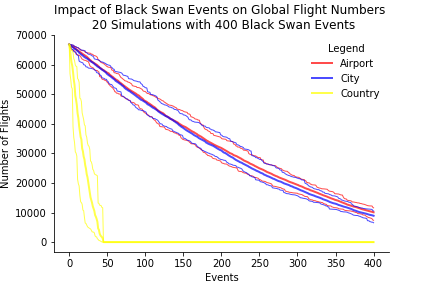 Impact of Black Swan Events on Global Flight Numbers
20 Simulations with 400 Black Swan Events
Number of Flights
70000
60000
50000
40000
30000
20000
10000
0
Legend
Airport
City
Country
0 50 100 150 200 250 300 350 400
Events